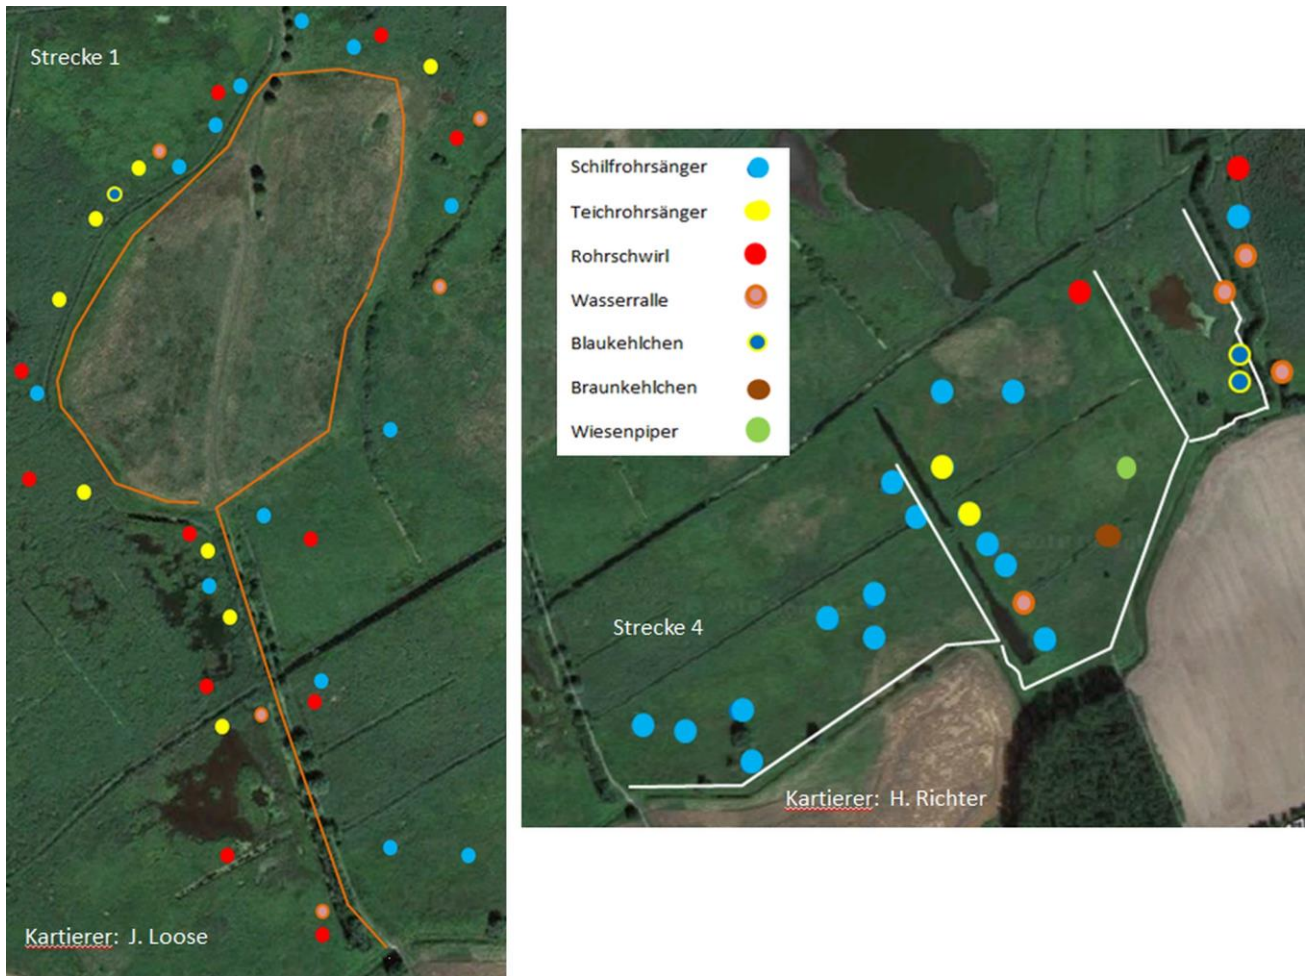 Strecke 1
Kartierer: J. Loose
Schilfrohrsänger
Teichrohrsänger
Rohrschwirl
Wasserralle
Blaukehlchen
Braunkehlchen
Wiesenpiper
Strecke 4
Kartierer: H. Richter